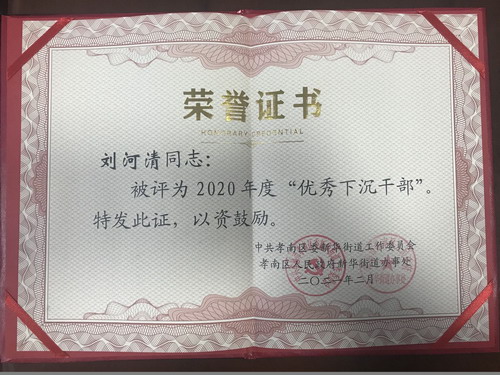 荣誉证书
HONORARY CREDENTIAL
刘河清同志：
被评为2020年度“优秀下沉干部”。
特发此证，以资鼓励。
中共孝南区委新华街道工作委员会
孝南区人民政府新华街道办事处
二〇二一年二月